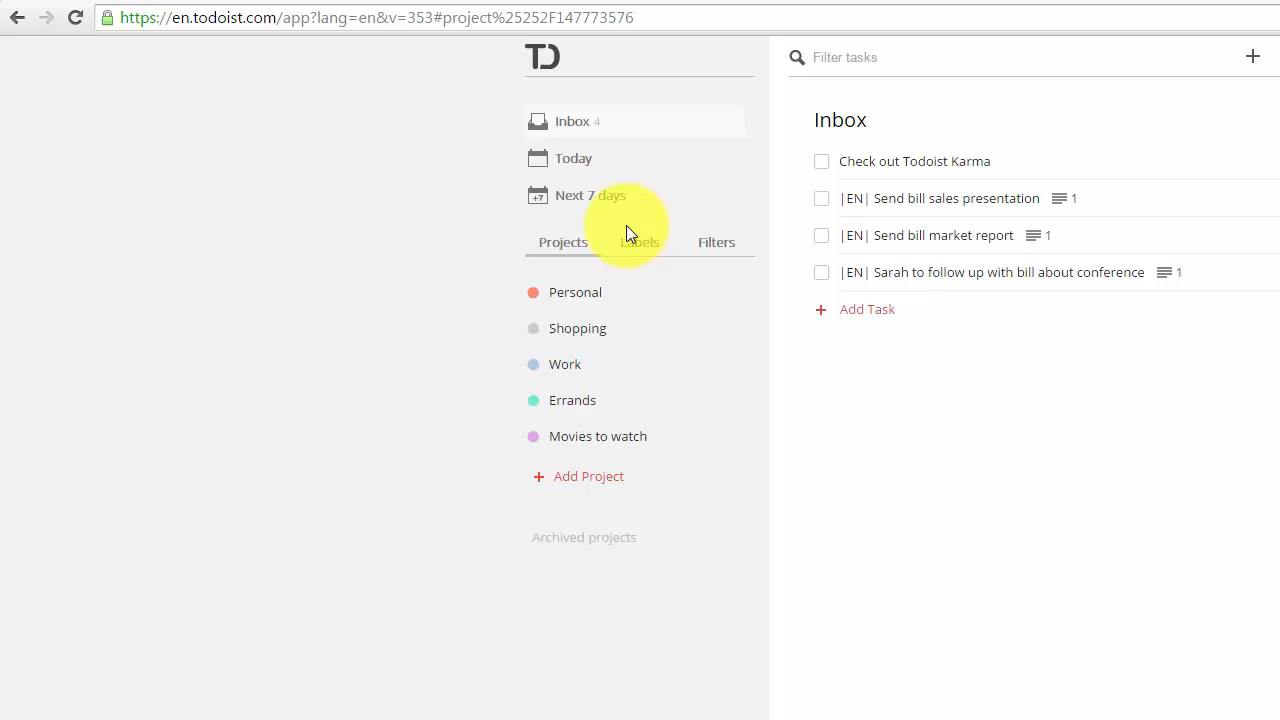 https://en.todoist.com/app?lang=en&v=353#project%25252F147773576
TD
Filter tasks
Inbox 4
Today
+7 Next 7 days
Projects Labels Filters
Personal
Shopping
Work
Errands
Movies to watch
+ Add Project
Archived projects
Inbox
Check out Todoist Karma
|EN| Send bill sales presentation 1
|EN| Send bill market report 1
|EN| Sarah to follow up with bill about conference 1
+ Add Task